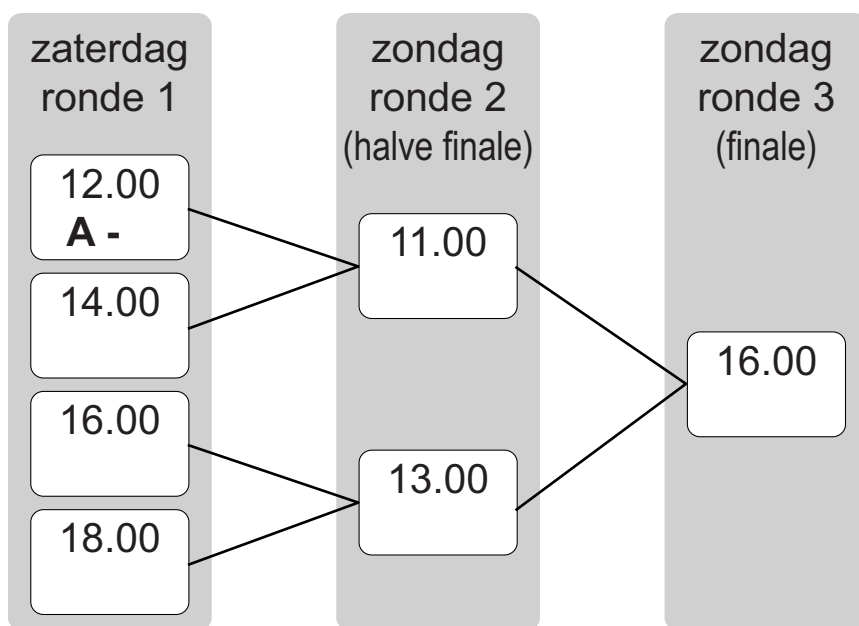 zaterdag
ronde 1
12.00
A -
14.00
16.00
18.00
zondag
ronde 2
(halve finale)
11.00
13.00
zondag
ronde 3
(finale)
16.00